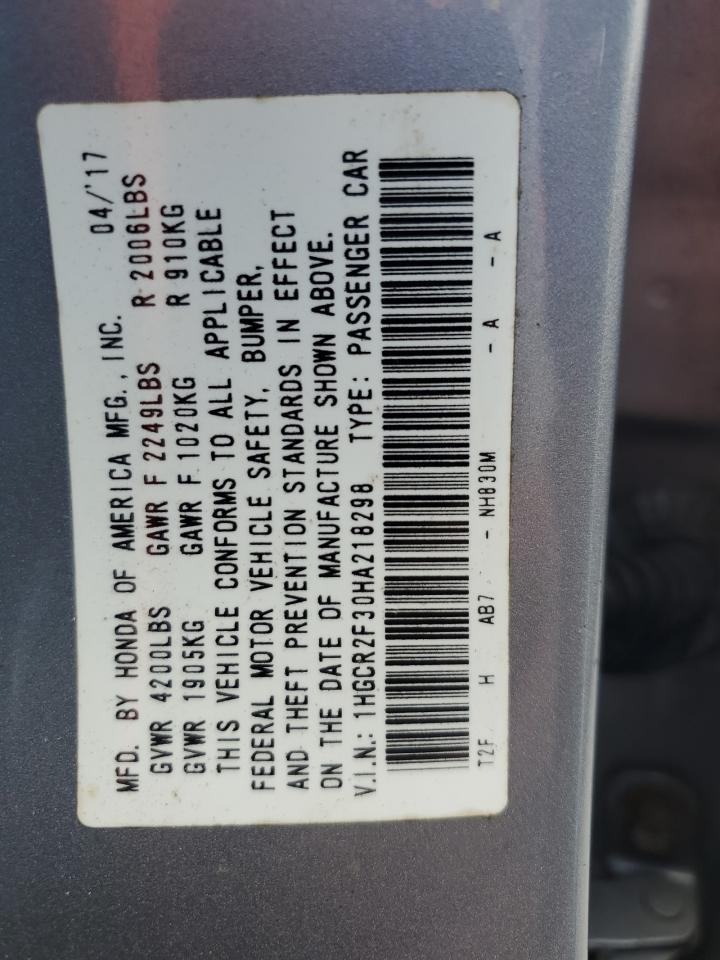 MFD. BY HONDA OF AMERICA MFG., INC. 04/'17
GVWR 4200LBS GAWR F 2249LBS R 2006LBS
GVWR 1905KG GAWR F 1020KG R 910KG
THIS VEHICLE CONFORMS TO ALL APPLICABLE
FEDERAL MOTOR VEHICLE SAFETY, BUMPER,
AND THEFT PREVENTION STANDARDS IN EFFECT
ON THE DATE OF MANUFACTURE SHOWN ABOVE.
V.I.N.: 1HGCR2F30HA218298 TYPE: PASSENGER CAR
T2F H AB7 - NH830M - A - A